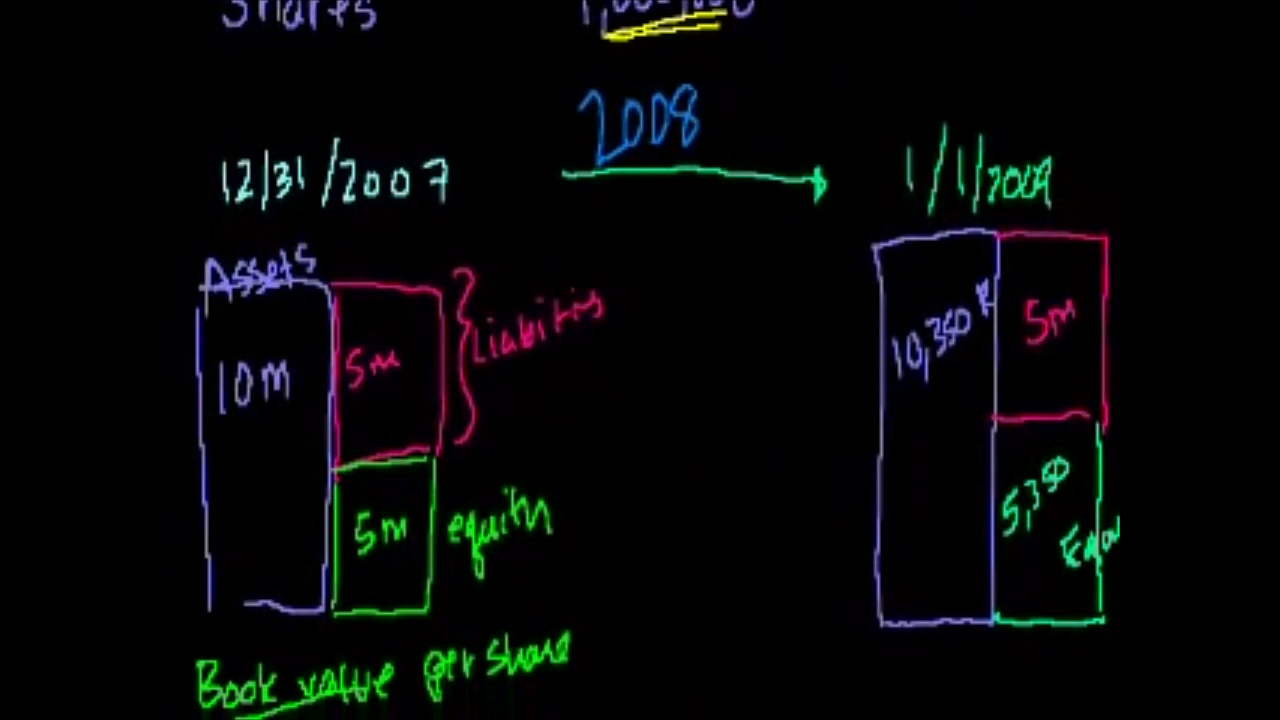 Shares
2008
12/31/2007 1/1/2009
Assets
10M 5M Liabitis 10,350 K 5M
5M equity 5,350
Book value per share